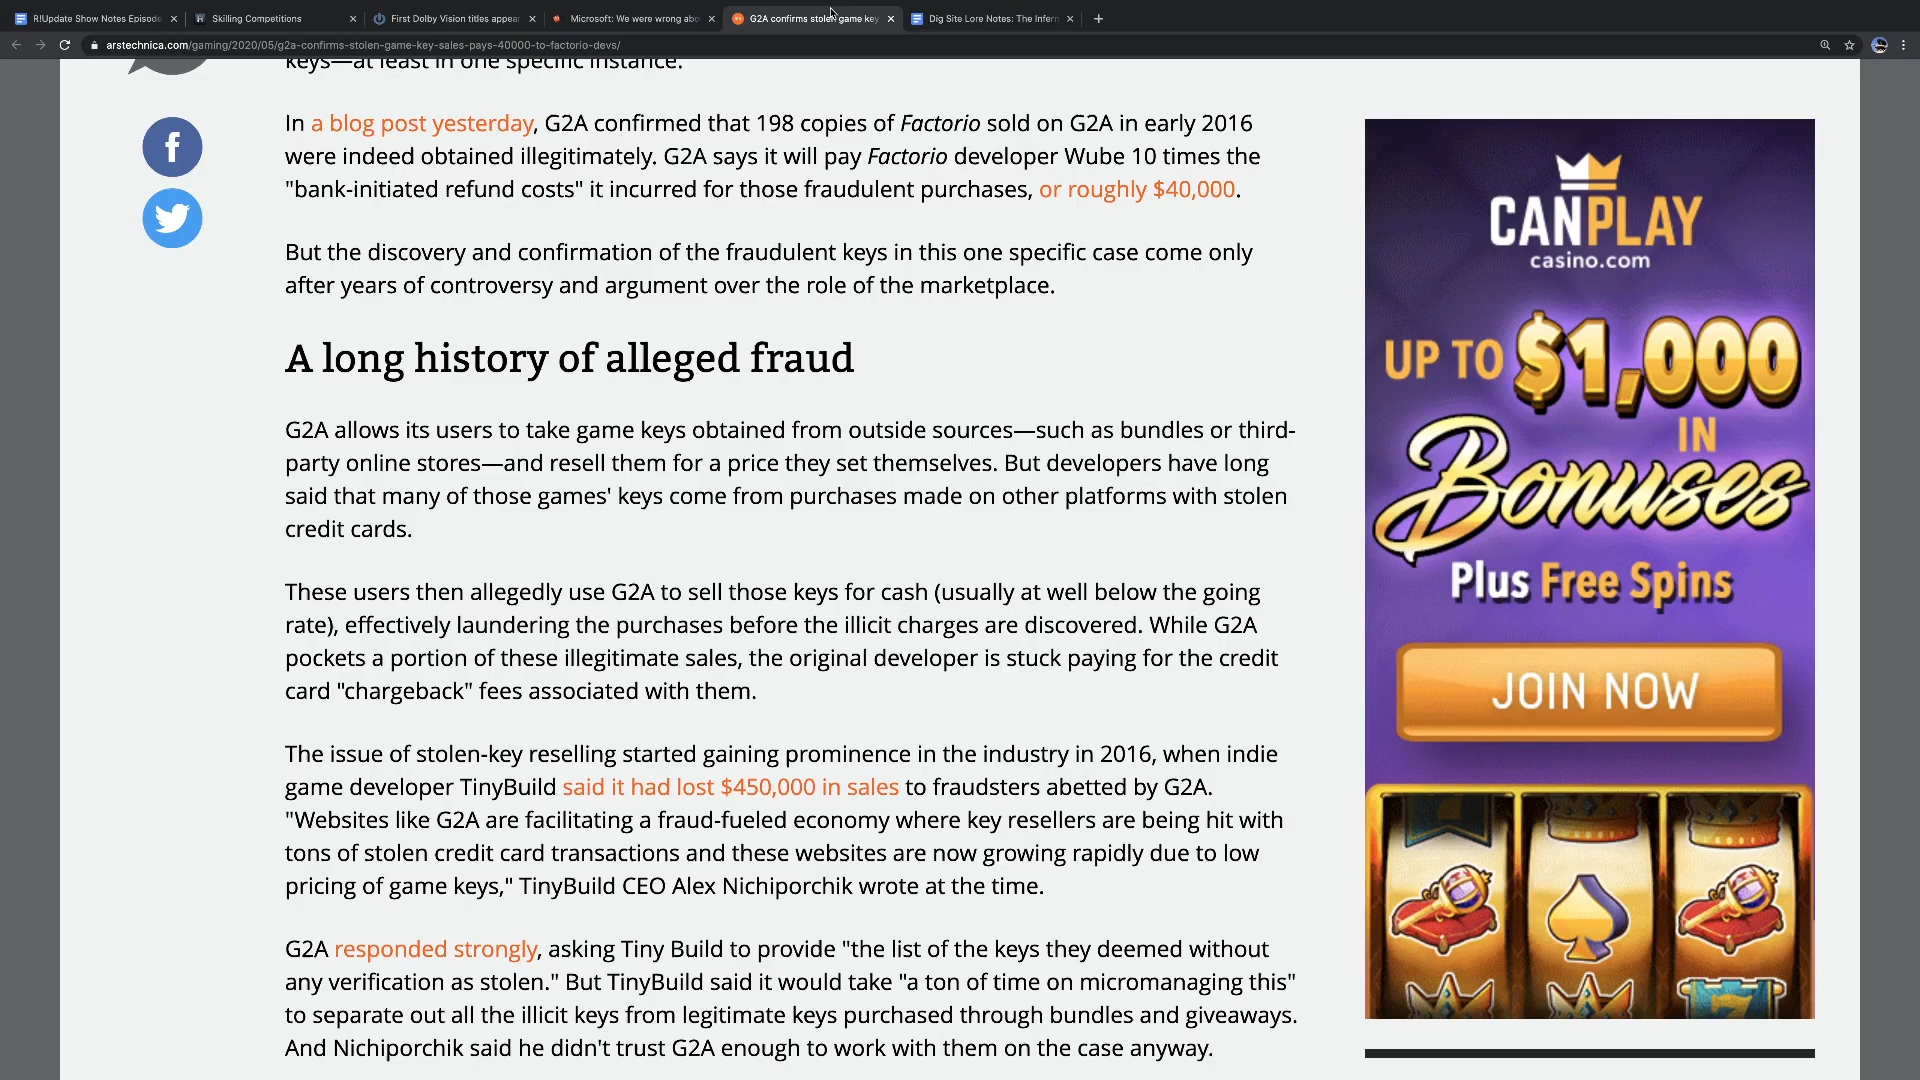 R!Update Show Notes Episode
Skilling Competitions
First Dolby Vision titles appear
Microsoft: We were wrong abo
G2A confirms stolen game key
Dig Site Lore Notes: The Infern
arstechnica.com/gaming/2020/05/g2a-confirms-stolen-game-key-sales-pays-40000-to-factorio-devs/
keys—at least in one specific instance.
In a blog post yesterday, G2A confirmed that 198 copies of Factorio sold on G2A in early 2016
were indeed obtained illegitimately. G2A says it will pay Factorio developer Wube 10 times the
"bank-initiated refund costs" it incurred for those fraudulent purchases, or roughly $40,000.
But the discovery and confirmation of the fraudulent keys in this one specific case come only
after years of controversy and argument over the role of the marketplace.
A long history of alleged fraud
G2A allows its users to take game keys obtained from outside sources—such as bundles or third-
party online stores—and resell them for a price they set themselves. But developers have long
said that many of those games' keys come from purchases made on other platforms with stolen
credit cards.
These users then allegedly use G2A to sell those keys for cash (usually at well below the going
rate), effectively laundering the purchases before the illicit charges are discovered. While G2A
pockets a portion of these illegitimate sales, the original developer is stuck paying for the credit
card "chargeback" fees associated with them.
The issue of stolen-key reselling started gaining prominence in the industry in 2016, when indie
game developer TinyBuild said it had lost $450,000 in sales to fraudsters abetted by G2A.
"Websites like G2A are facilitating a fraud-fueled economy where key resellers are being hit with
tons of stolen credit card transactions and these websites are now growing rapidly due to low
pricing of game keys," TinyBuild CEO Alex Nichiporchik wrote at the time.
G2A responded strongly, asking Tiny Build to provide "the list of the keys they deemed without
any verification as stolen." But TinyBuild said it would take "a ton of time on micromanaging this"
to separate out all the illicit keys from legitimate keys purchased through bundles and giveaways.
And Nichiporchik said he didn't trust G2A enough to work with them on the case anyway.
CANPLAY
casino.com
UP TO $1,000
IN
Bonuses
Plus Free Spins
JOIN NOW